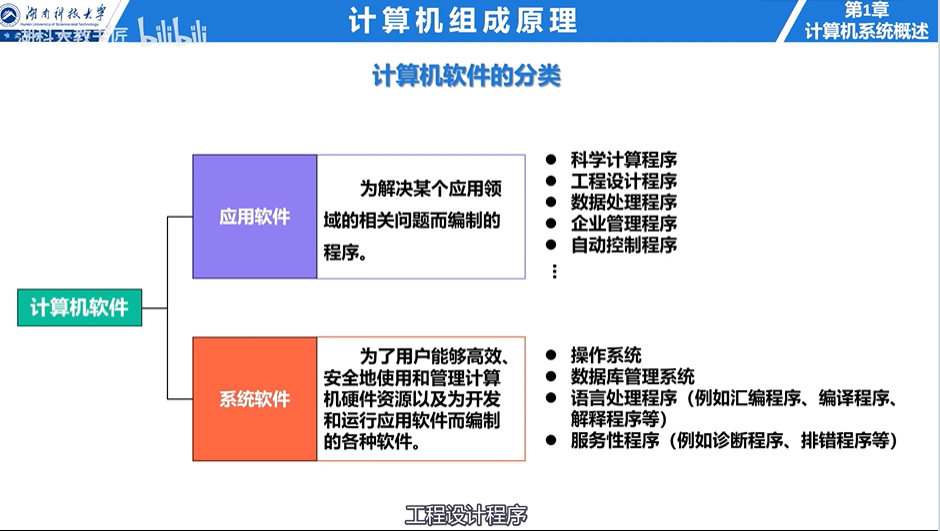 湖南科技大学
Hunan University of Science and Technology
湖科大教书匠 bilibili
计算机组成原理
第1章
计算机系统概述
计算机软件的分类
计算机软件
应用软件
为解决某个应用领
域的相关问题而编制的
程序。
● 科学计算程序
● 工程设计程序
● 数据处理程序
● 企业管理程序
● 自动控制程序
⋮
系统软件
为了用户能够高效、
安全地使用和管理计算
机硬件资源以及为开发
和运行应用软件而编制
的各种软件。
● 操作系统
● 数据库管理系统
● 语言处理程序（例如汇编程序、编译程序、
解释程序等）
● 服务性程序（例如诊断程序、排错程序等）
工程设计程序